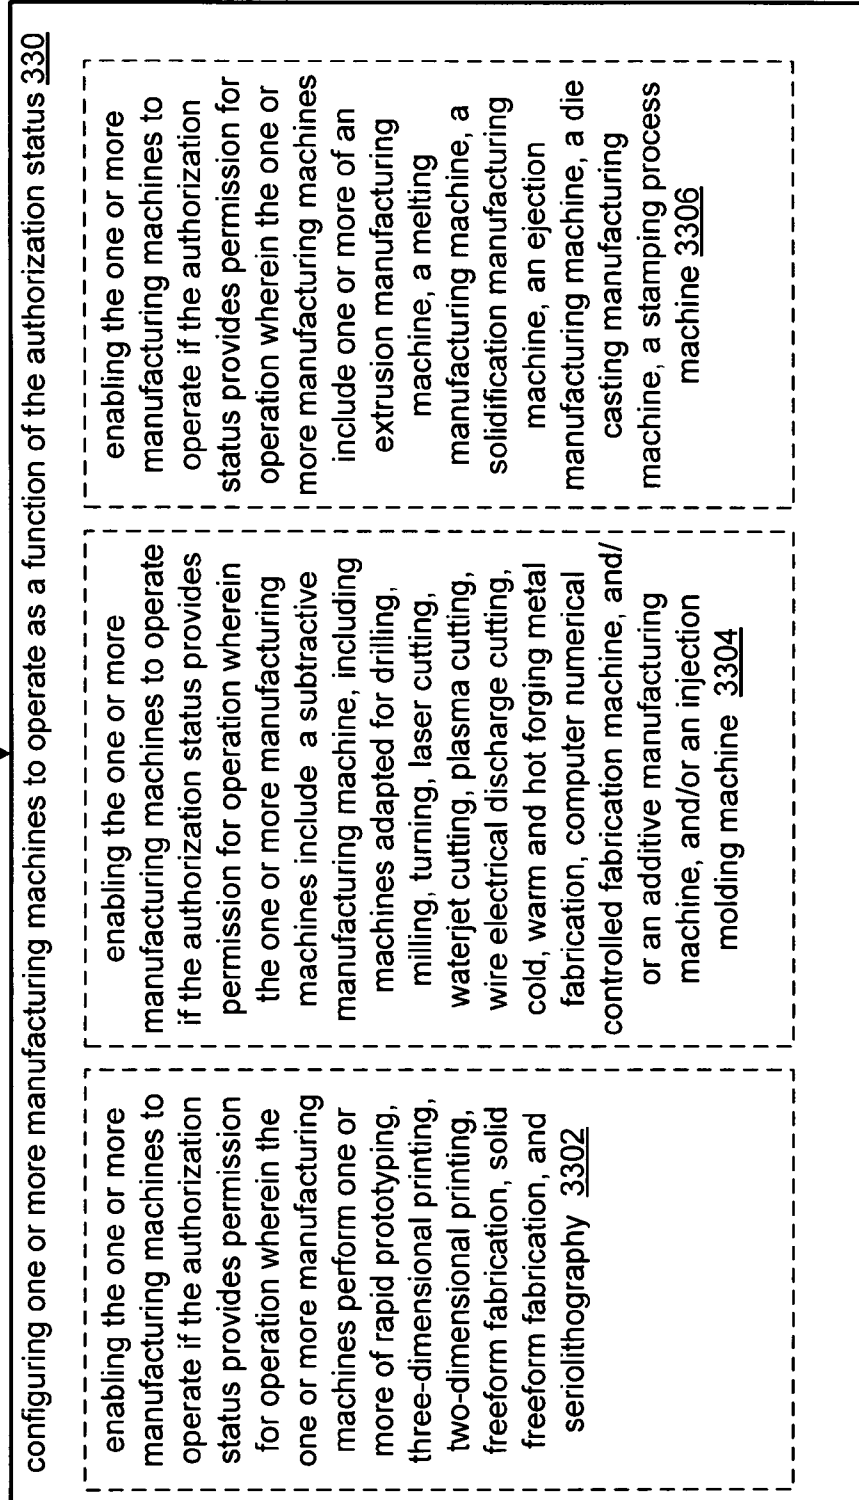 configuring one or more manufacturing machines to operate as a function of the authorization status 330
enabling the one or more
manufacturing machines to
operate if the authorization
status provides permission
for operation wherein the
one or more manufacturing
machines perform one or
more of rapid prototyping,
three-dimensional printing,
two-dimensional printing,
freeform fabrication, solid
freeform fabrication, and
seriolithography 3302
enabling the one or more
manufacturing machines to operate
if the authorization status provides
permission for operation wherein
the one or more manufacturing
machines include a subtractive
manufacturing machine, including
machines adapted for drilling,
milling, turning, laser cutting,
waterjet cutting, plasma cutting,
wire electrical discharge cutting,
cold, warm and hot forging metal
fabrication, computer numerical
controlled fabrication machine, and/
or an additive manufacturing
machine, and/or an injection
molding machine 3304
enabling the one or more
manufacturing machines to
operate if the authorization
status provides permission for
operation wherein the one or
more manufacturing machines
include one or more of an
extrusion manufacturing
machine, a melting
manufacturing machine, a
solidification manufacturing
machine, an ejection
manufacturing machine, a die
casting manufacturing
machine, a stamping process
machine 3306